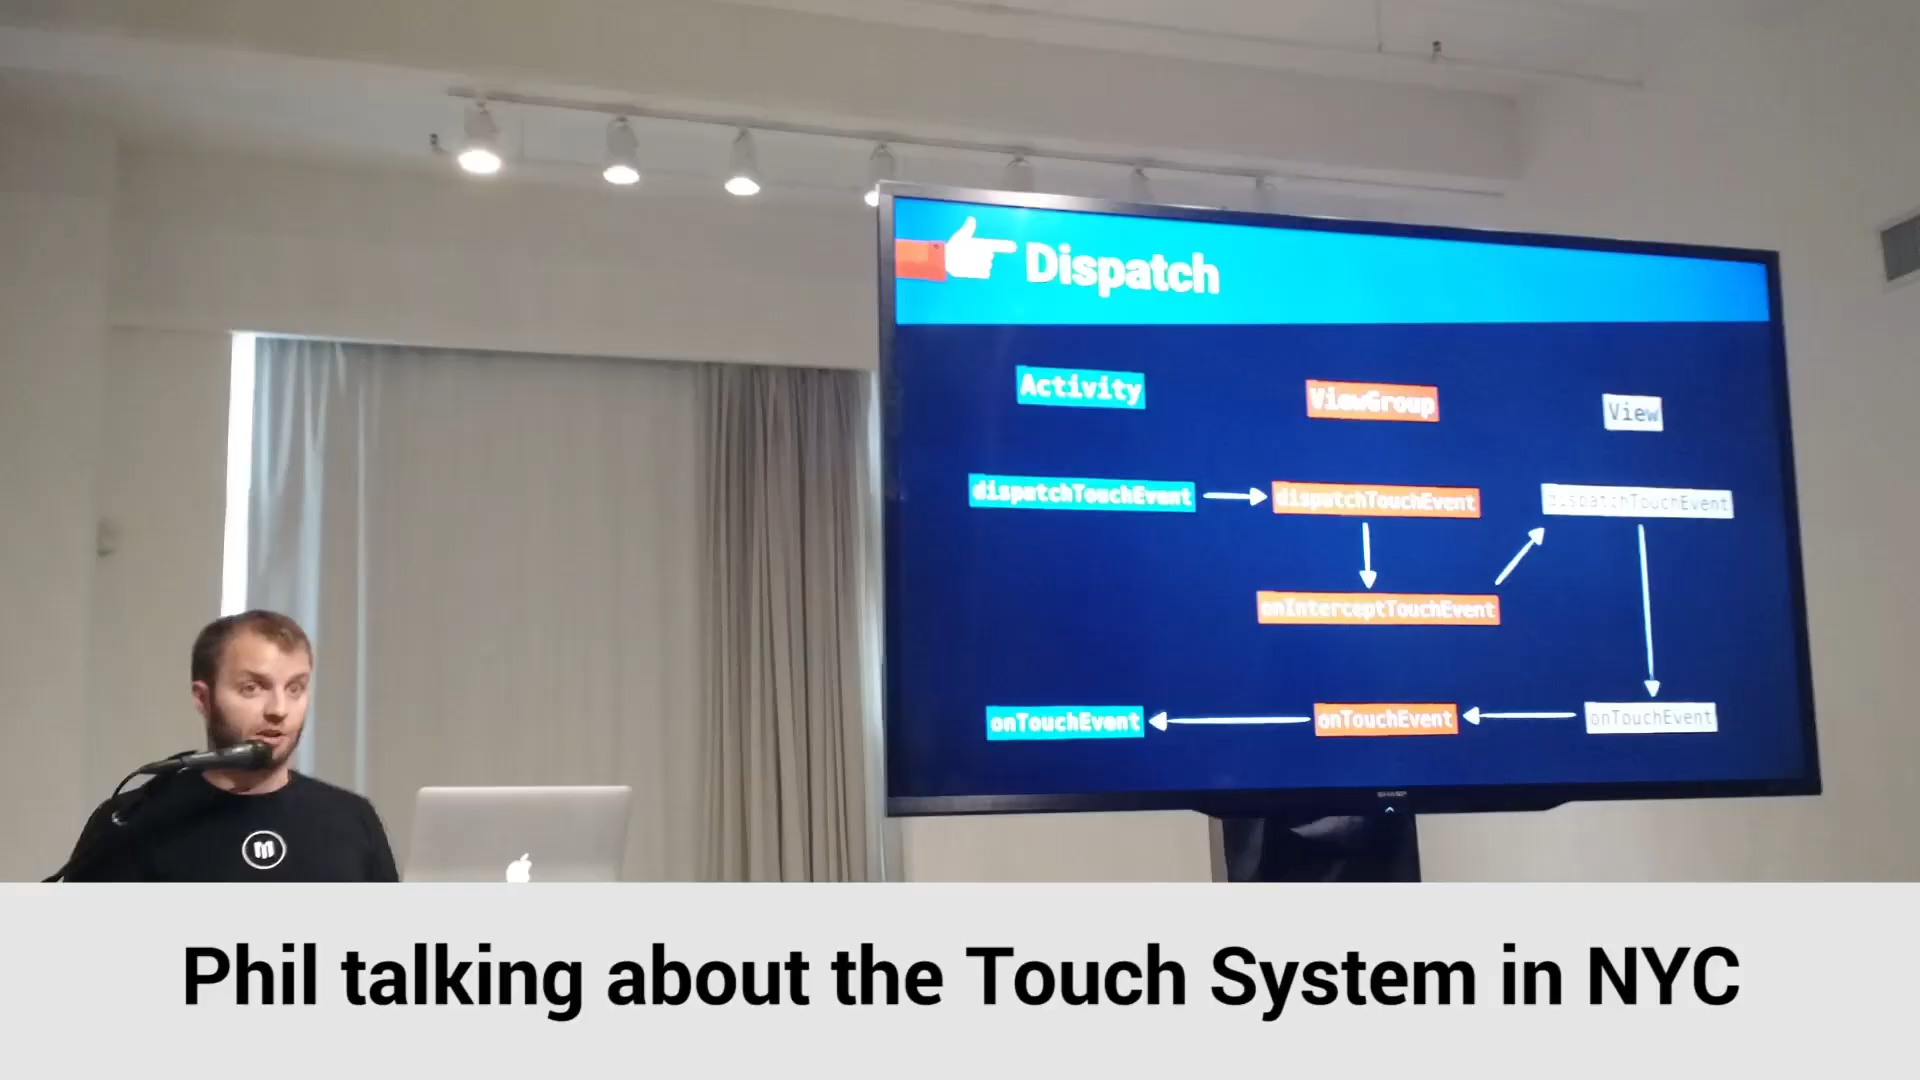 Dispatch
Activity
ViewGroup
View
dispatchTouchEvent
dispatchTouchEvent
dispatchTouchEvent
onInterceptTouchEvent
onTouchEvent
onTouchEvent
onTouchEvent
SHARP
m
Phil talking about the Touch System in NYC